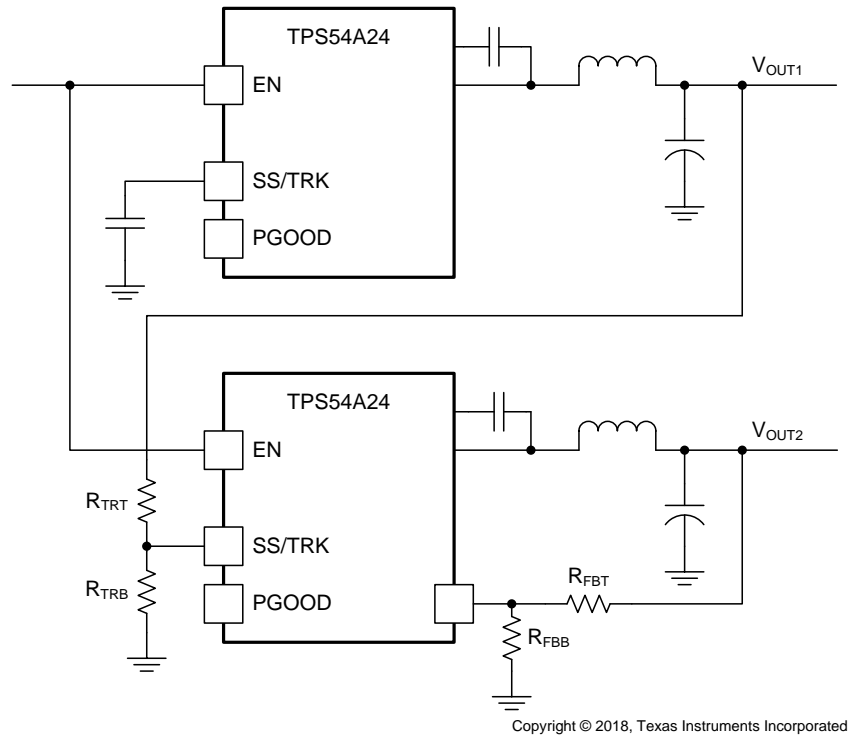 TPS54A24
EN
SS/TRK
PGOOD
VOUT1
TPS54A24
EN
SS/TRK
PGOOD
VOUT2
RTRT
RTRB
RFBT
RFBB
Copyright © 2018, Texas Instruments Incorporated